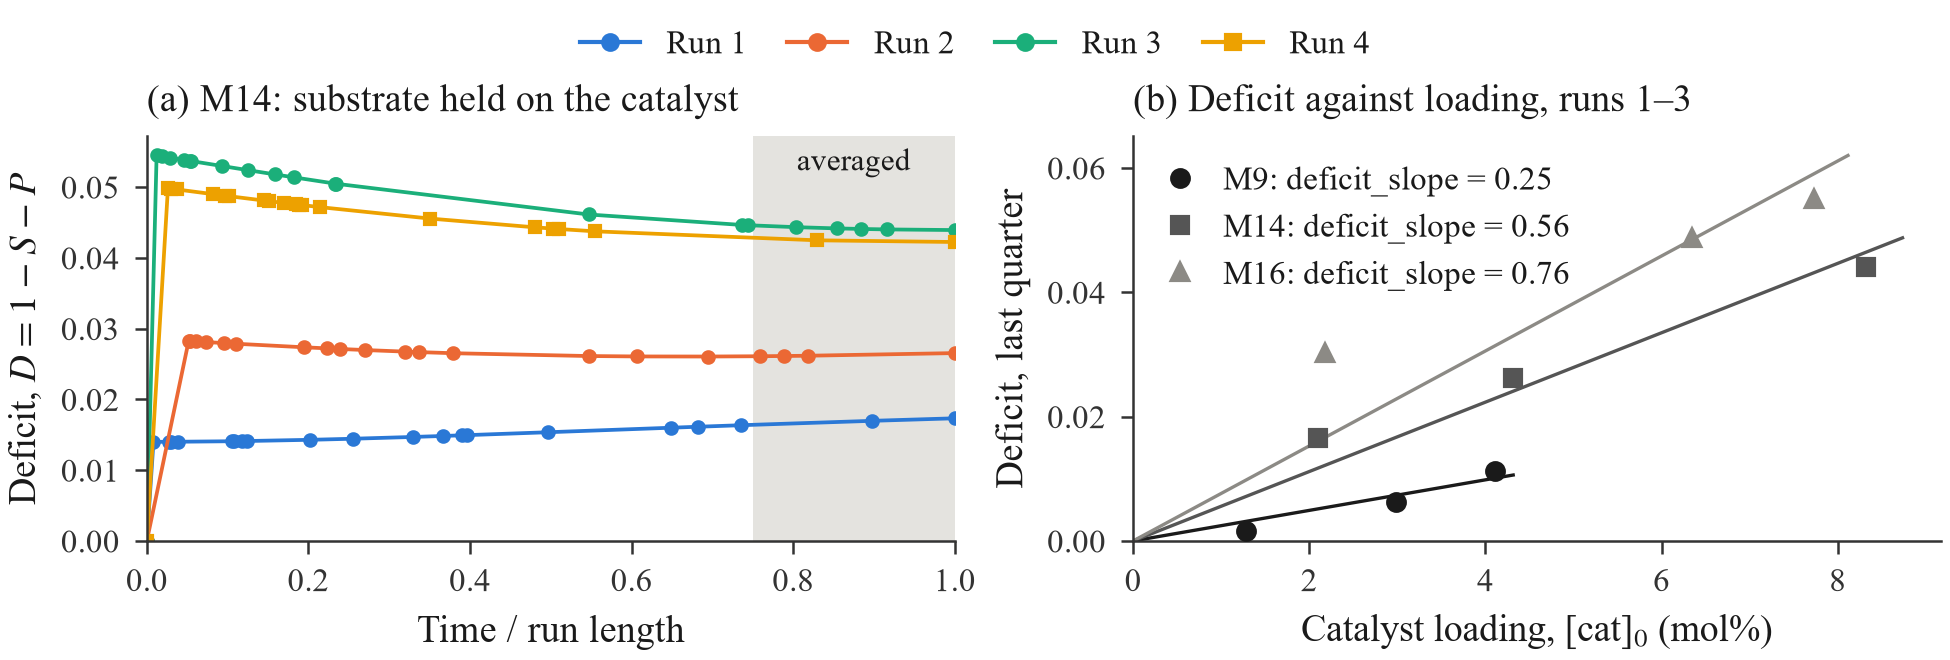 Run 1 Run 2 Run 3 Run 4
(a) M14: substrate held on the catalyst
averaged
Deficit, D = 1 − S − P
0.05
0.04
0.03
0.02
0.01
0.00
0.0 0.2 0.4 0.6 0.8 1.0
Time / run length
(b) Deficit against loading, runs 1–3
M9: deficit_slope = 0.25
M14: deficit_slope = 0.56
M16: deficit_slope = 0.76
Deficit, last quarter
0.06
0.04
0.02
0.00
0 2 4 6 8
Catalyst loading, [cat]₀ (mol%)